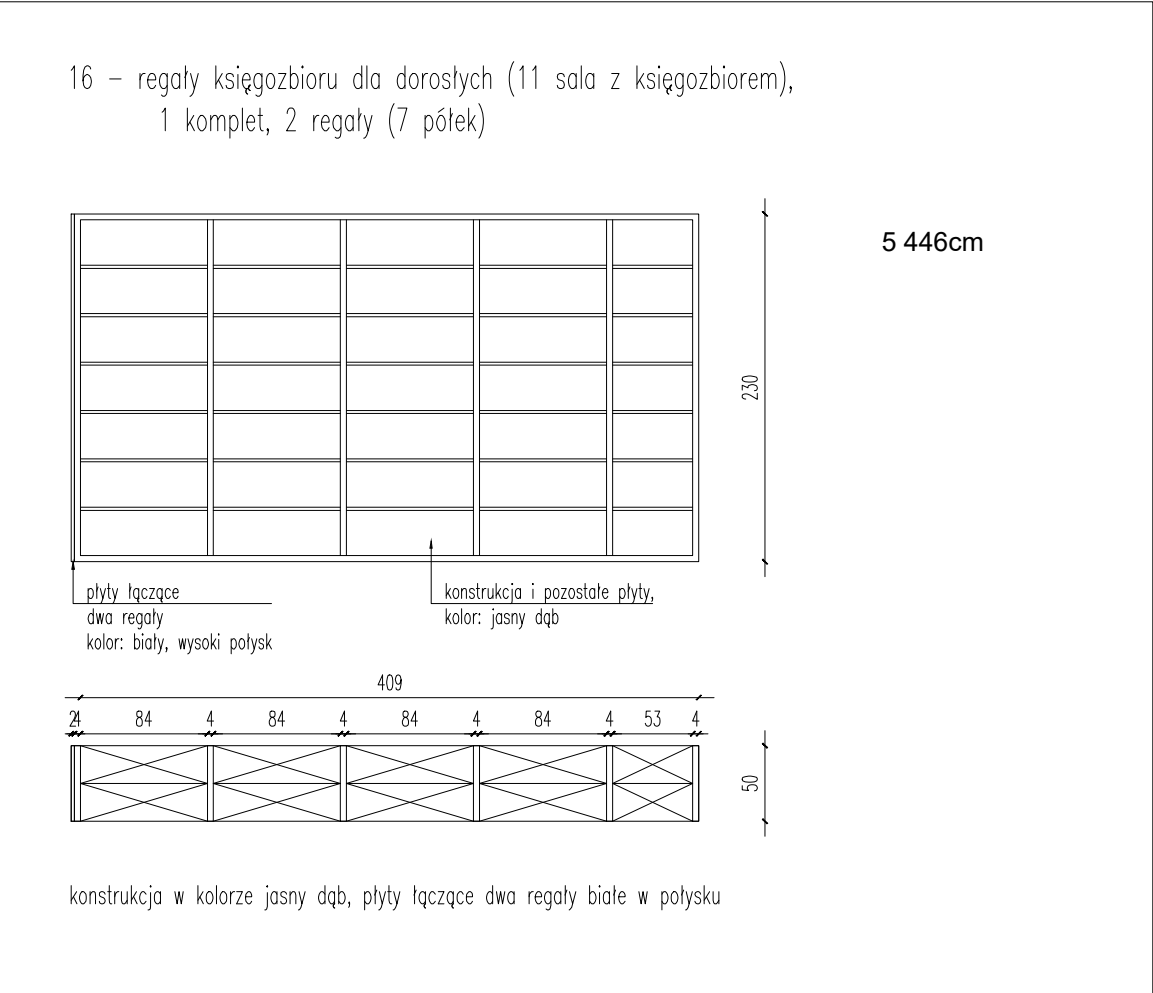 16 – regały księgozbioru dla dorosłych (11 sala z księgozbiorem),
1 komplet, 2 regały (7 półek)
5 446cm
230
płyty łączące
dwa regały
kolor: biały, wysoki połysk
konstrukcja i pozostałe płyty,
kolor: jasny dąb
409
2 4 84 4 84 4 84 4 84 4 53 4
50
konstrukcja w kolorze jasny dąb, płyty łączące dwa regały białe w połysku